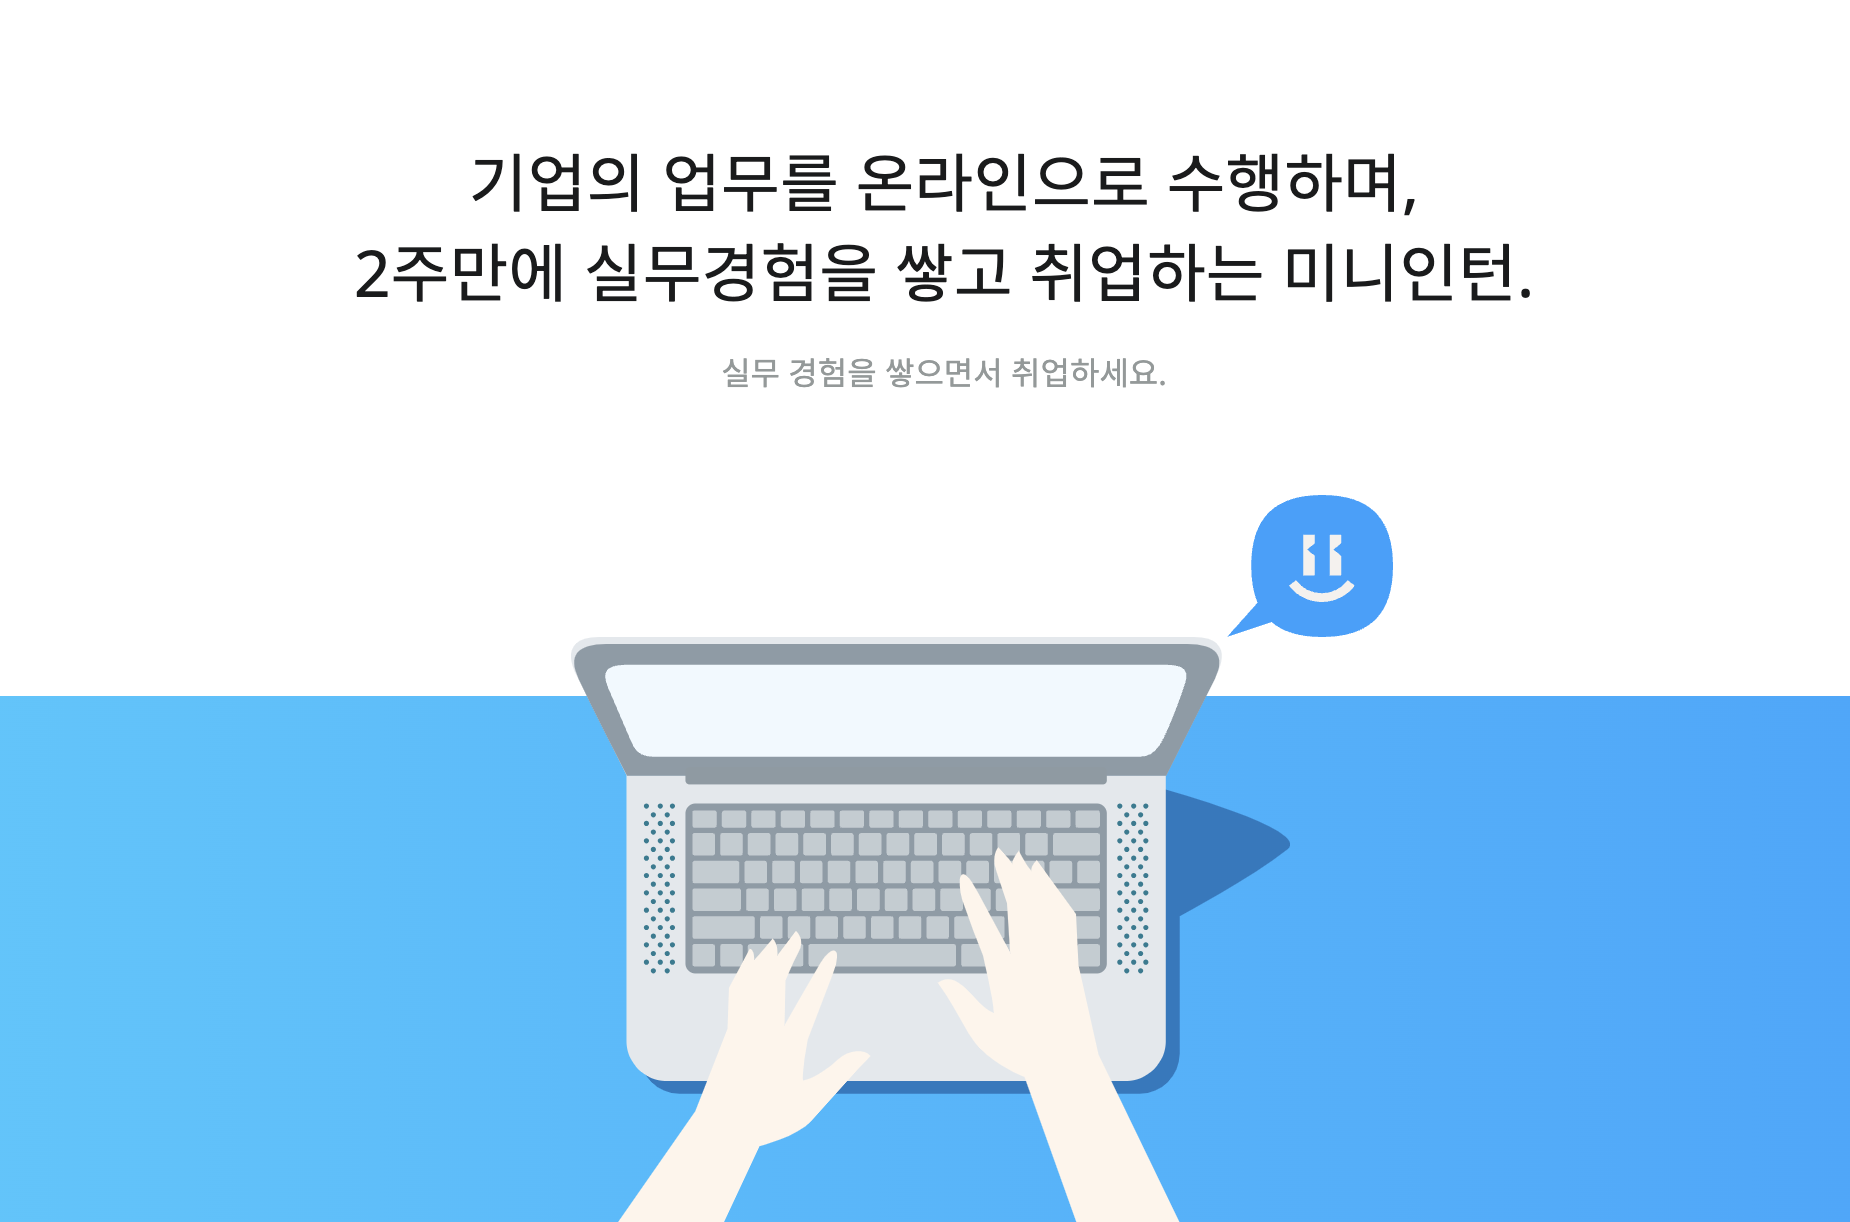 기업의 업무를 온라인으로 수행하며,
2주만에 실무경험을 쌓고 취업하는 미니인턴.
실무 경험을 쌓으면서 취업하세요.